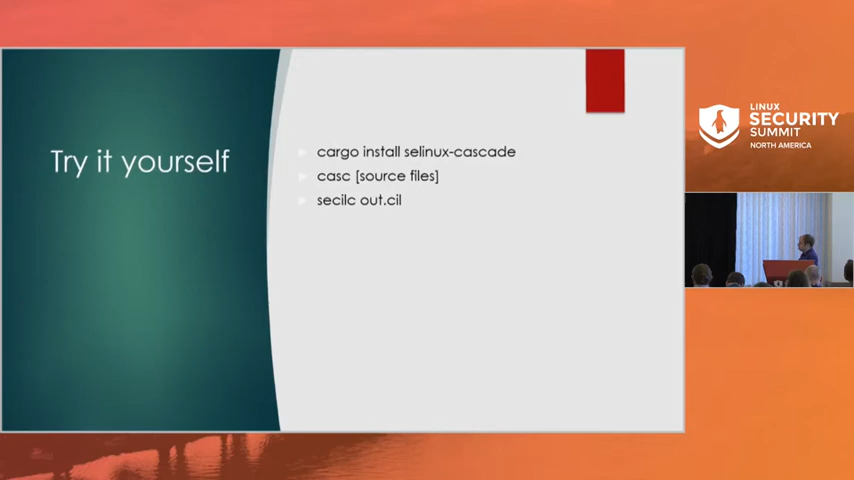 Try it yourself
cargo install selinux-cascade
casc [source files]
secilc out.cil
LINUX
SECURITY
SUMMIT
NORTH AMERICA